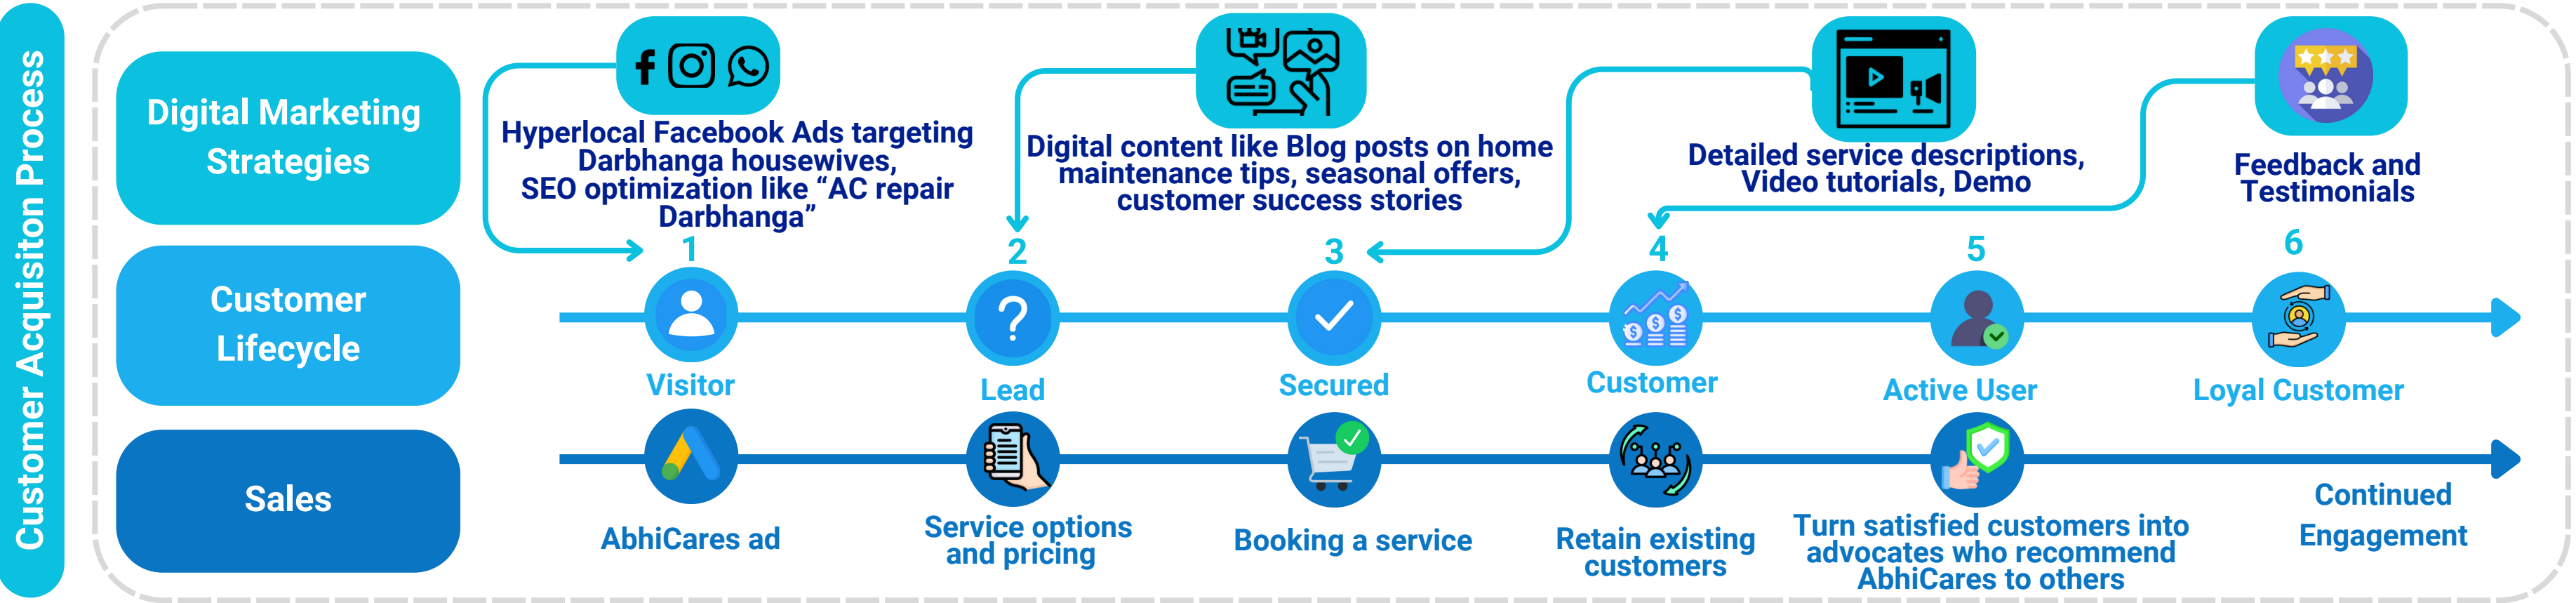 Customer Acquisiton Process
Digital Marketing
Strategies
Hyperlocal Facebook Ads targeting
Darbhanga housewives,
SEO optimization like “AC repair
Darbhanga”
Digital content like Blog posts on home
maintenance tips, seasonal offers,
customer success stories
Detailed service descriptions,
Video tutorials, Demo
Feedback and
Testimonials
Customer
Lifecycle
1
2
3
4
5
6
Visitor
Lead
Secured
Customer
Active User
Loyal Customer
Sales
AbhiCares ad
Service options
and pricing
Booking a service
Retain existing
customers
Turn satisfied customers into
advocates who recommend
AbhiCares to others
Continued
Engagement